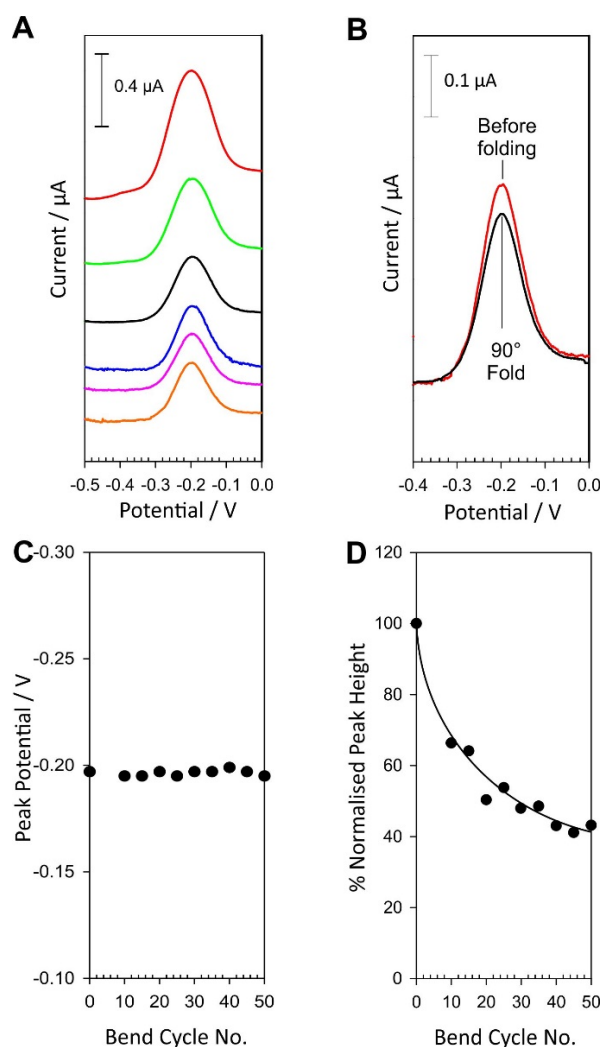 A
0.4 µA
Current / µA
-0.5 -0.4 -0.3 -0.2 -0.1 0.0
Potential / V
B
0.1 µA
Before
folding
90°
Fold
Current / µA
-0.4 -0.3 -0.2 -0.1 0.0
Potential / V
C
-0.30
-0.25
-0.20
-0.15
-0.10
Peak Potential / V
0 10 20 30 40 50
Bend Cycle No.
D
120
100
80
60
40
20
0
% Normalised Peak Height
0 10 20 30 40 50
Bend Cycle No.